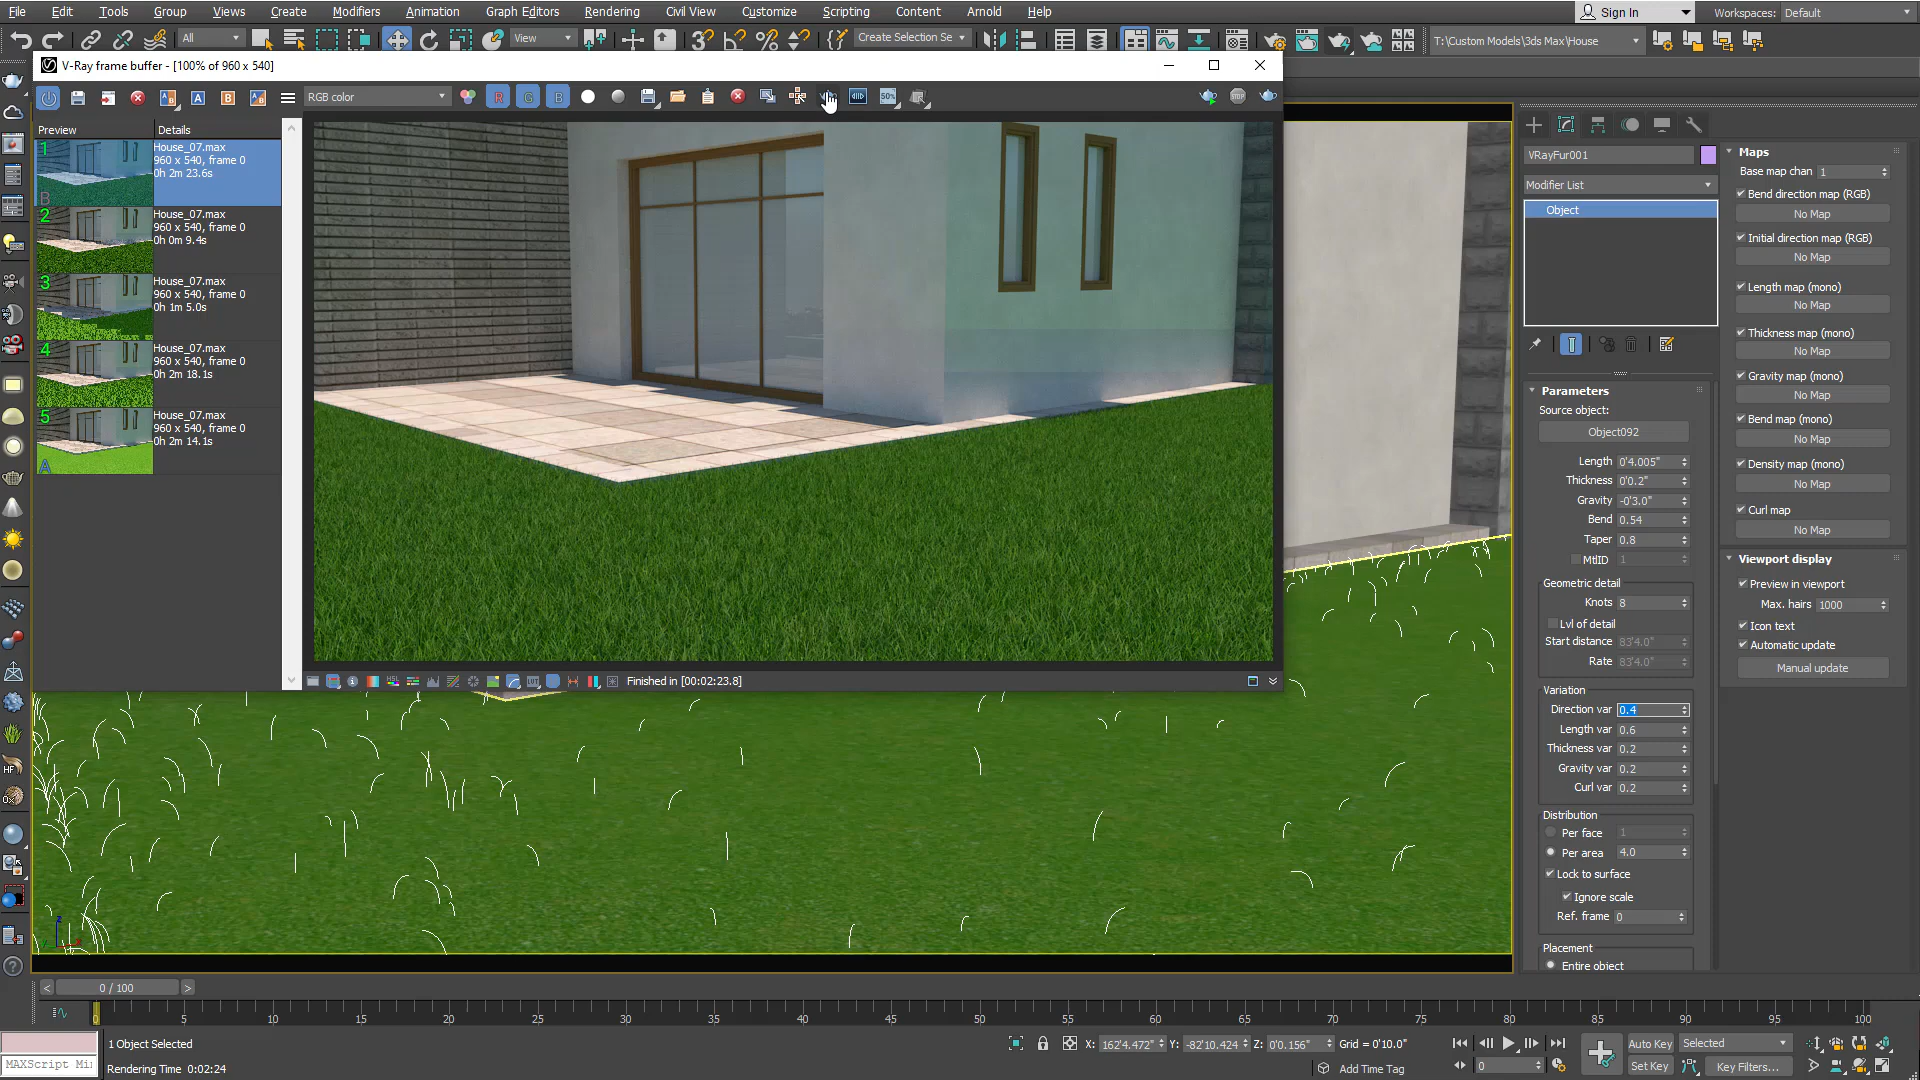 File Edit Tools Group Views Create Modifiers Animation Graph Editors Rendering Civil View Customize Scripting Content Arnold Help
Sign In
Workspaces: Default
All
View
Create Selection Se
T:\Custom Models\3ds Max\House
V-Ray frame buffer - [100% of 960 x 540]
RGB color
R G B
50%
STOP
Preview Details
1
House_07.max
960 x 540, frame 0
0h 2m 23.6s
B
2
House_07.max
960 x 540, frame 0
0h 0m 9.4s
3
House_07.max
960 x 540, frame 0
0h 1m 5.0s
4
House_07.max
960 x 540, frame 0
0h 2m 18.1s
5
House_07.max
960 x 540, frame 0
0h 2m 14.1s
A
Finished in [00:02:23.8]
VRayFur001
Modifier List
Object
Parameters
Source object:
Object092
Length 0'4.005"
Thickness 0'0.2"
Gravity -0'3.0"
Bend 0.54
Taper 0.8
MtlID 1
Geometric detail
Knots 8
Lvl of detail
Start distance 83'4.0"
Rate 83'4.0"
Variation
Direction var 0.4
Length var 0.6
Thickness var 0.2
Gravity var 0.2
Curl var 0.2
Distribution
Per face 1
Per area 4.0
Lock to surface
Ignore scale
Ref. frame 0
Placement
Entire object
Maps
Base map chan 1
Bend direction map (RGB)
No Map
Initial direction map (RGB)
No Map
Length map (mono)
No Map
Thickness map (mono)
No Map
Gravity map (mono)
No Map
Bend map (mono)
No Map
Density map (mono)
No Map
Curl map
No Map
Viewport display
Preview in viewport
Max. hairs 1000
Icon text
Automatic update
Manual update
0 / 100
0 5 10 15 20 25 30 35 40 45 50 55 60 65 70 75 80 85 90 95 100
MAXScript Mi
1 Object Selected
Rendering Time 0:02:24
X: 162'4.472" Y: -82'10.424 Z: 0'0.156" Grid = 0'10.0"
Add Time Tag
0
Auto Key Selected
Set Key Key Filters...